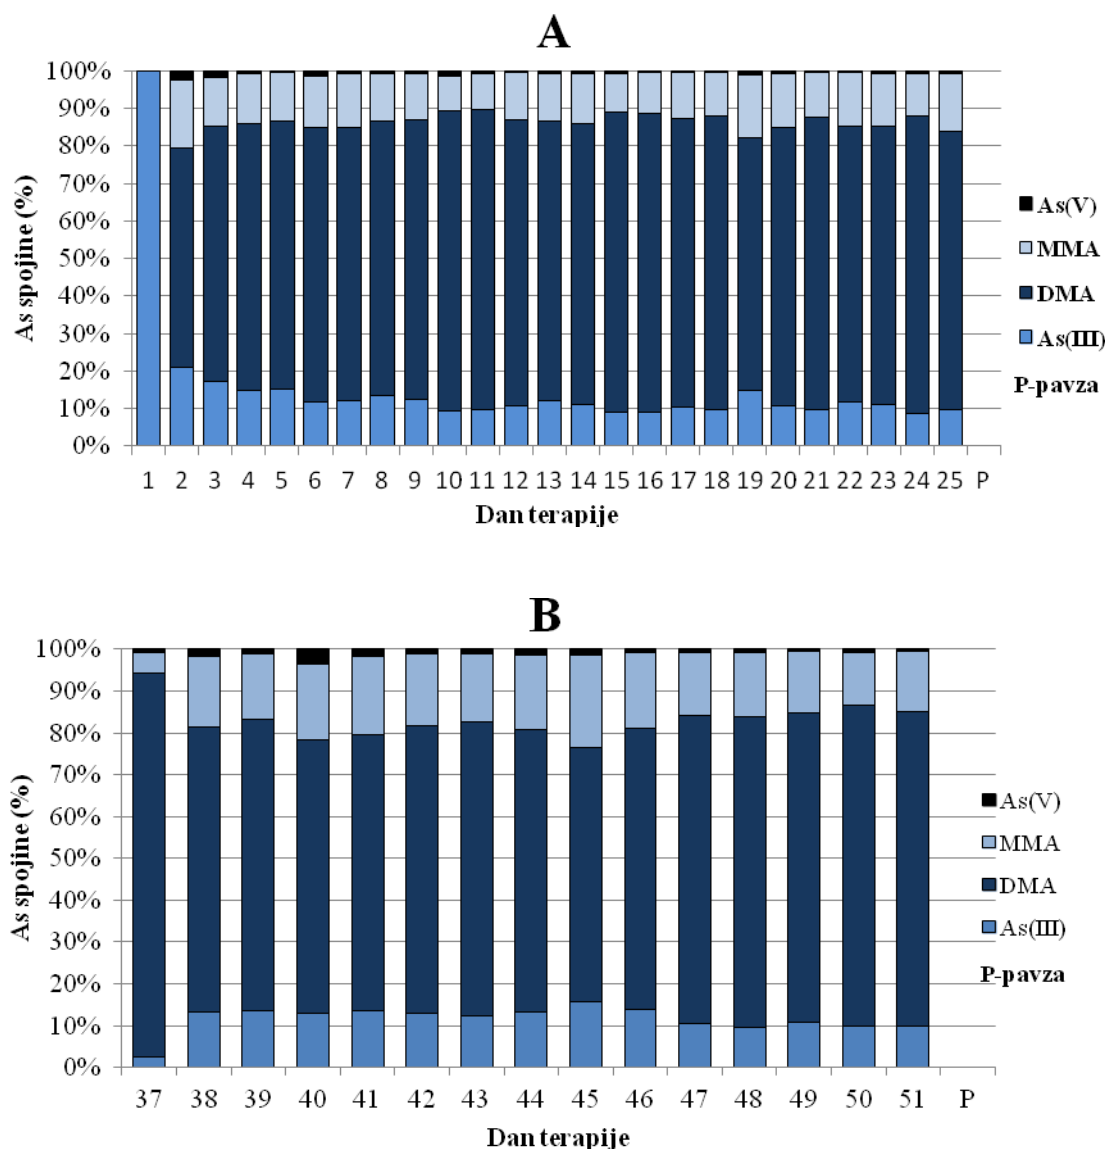 A
100%
90%
80%
70%
60%
50%
40%
30%
20%
10%
0%
As spojine (%)
1 2 3 4 5 6 7 8 9 10 11 12 13 14 15 16 17 18 19 20 21 22 23 24 25 P
Dan terapije
As(V)
MMA
DMA
As(III)
P-pavza
B
100%
90%
80%
70%
60%
50%
40%
30%
20%
10%
0%
As spojine (%)
37 38 39 40 41 42 43 44 45 46 47 48 49 50 51 P
Dan terapije
As(V)
MMA
DMA
As(III)
P-pavza